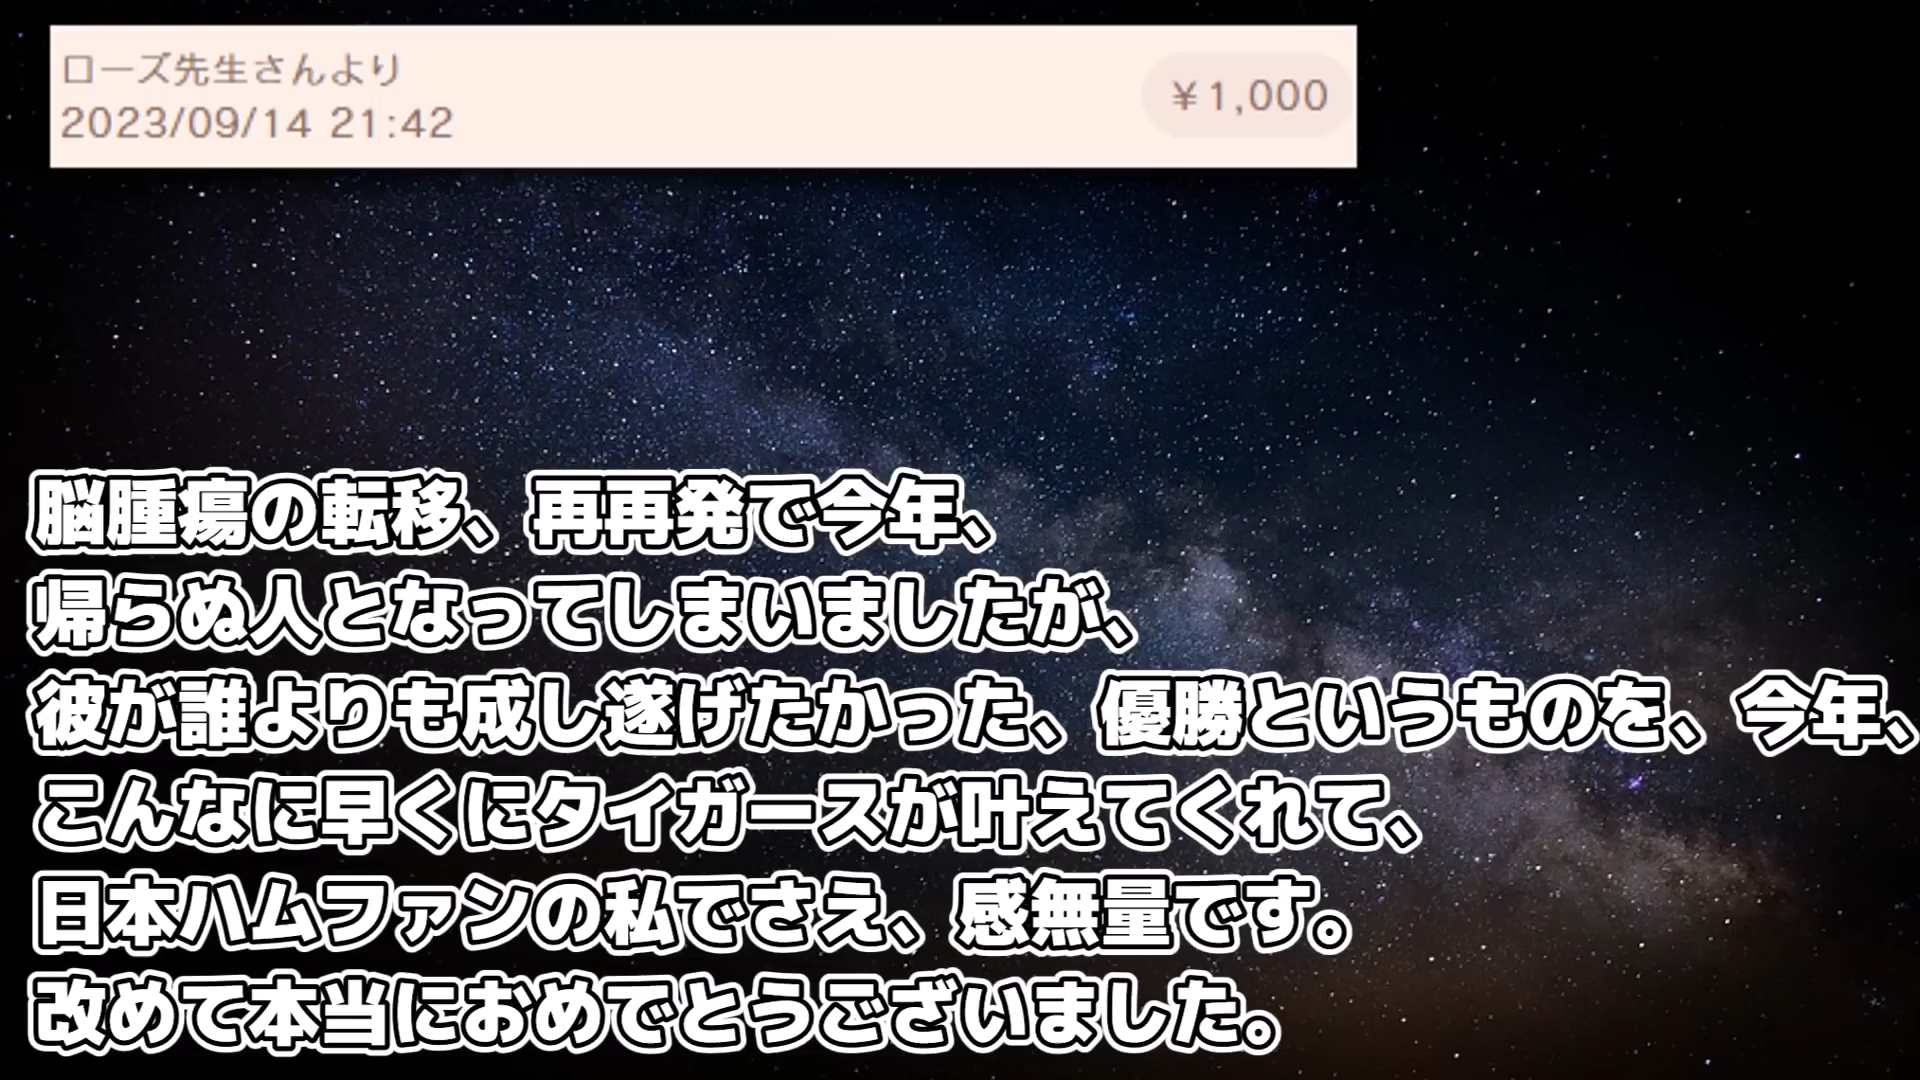 ローズ先生さんより
2023/09/14 21:42
¥1,000
脳腫瘍の転移、再再発で今年、
帰らぬ人となってしまいましたが、
彼が誰よりも成し遂げたかった、優勝というものを、今年、
こんなに早くにタイガースが叶えてくれて、
日本ハムファンの私でさえ、感無量です。
改めて本当におめでとうございました。